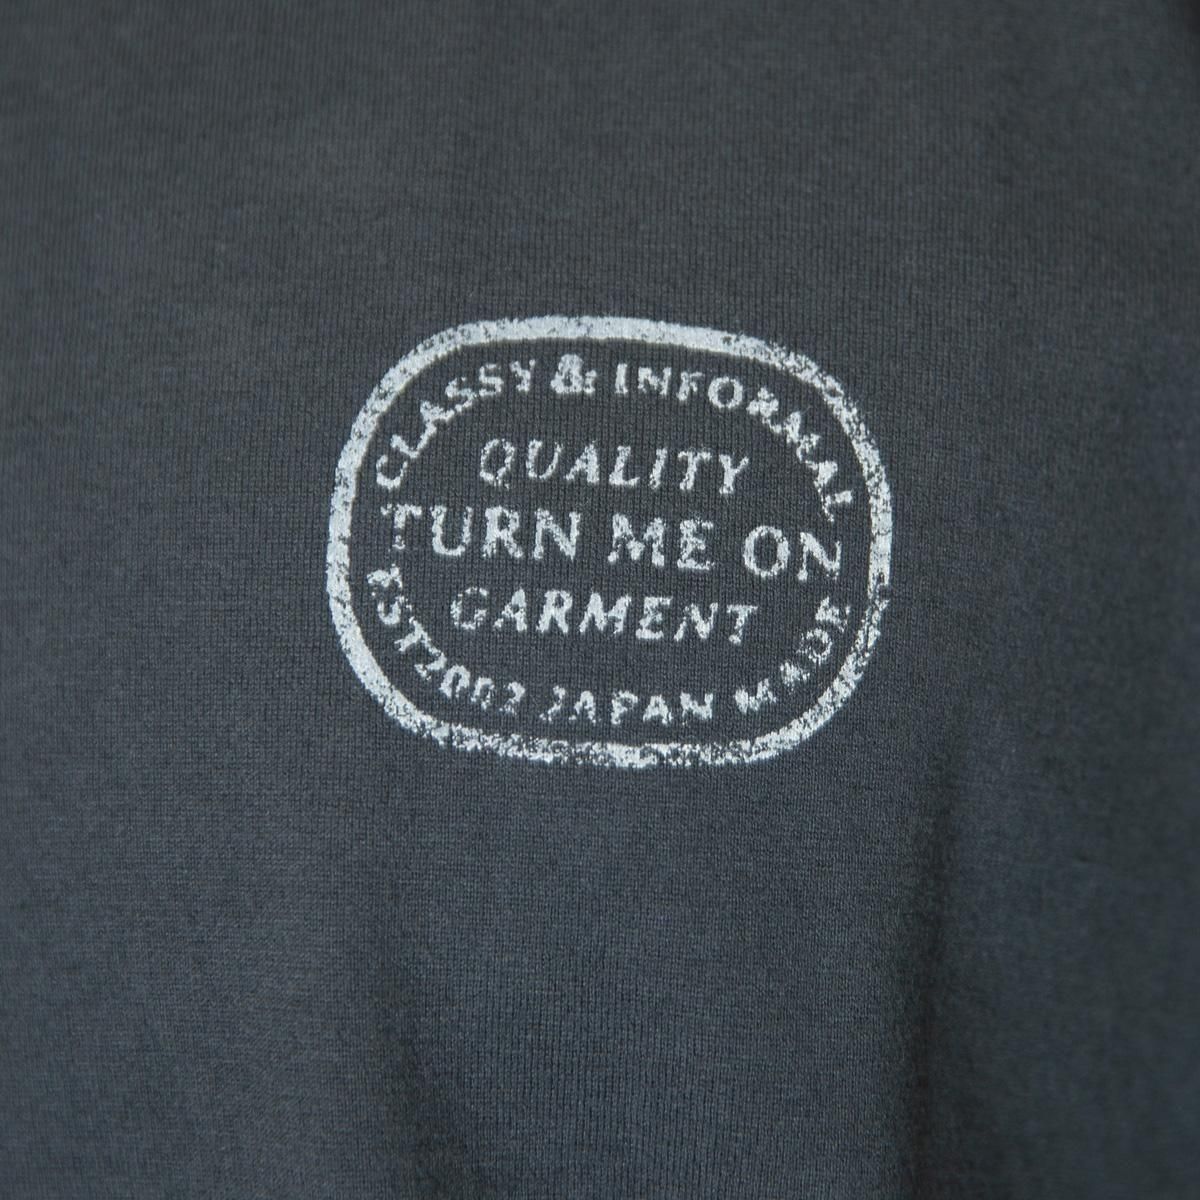 CLASSY & INFORMAL
QUALITY
TURN ME ON
GARMENT
EST2002 JAPAN MADE